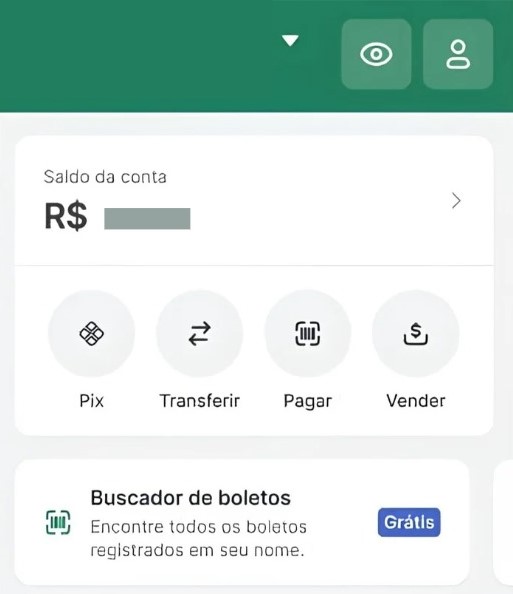 Saldo da conta
R$
Pix
Transferir
Pagar
Vender
Buscador de boletos
Encontre todos os boletos
registrados em seu nome.
Grátis